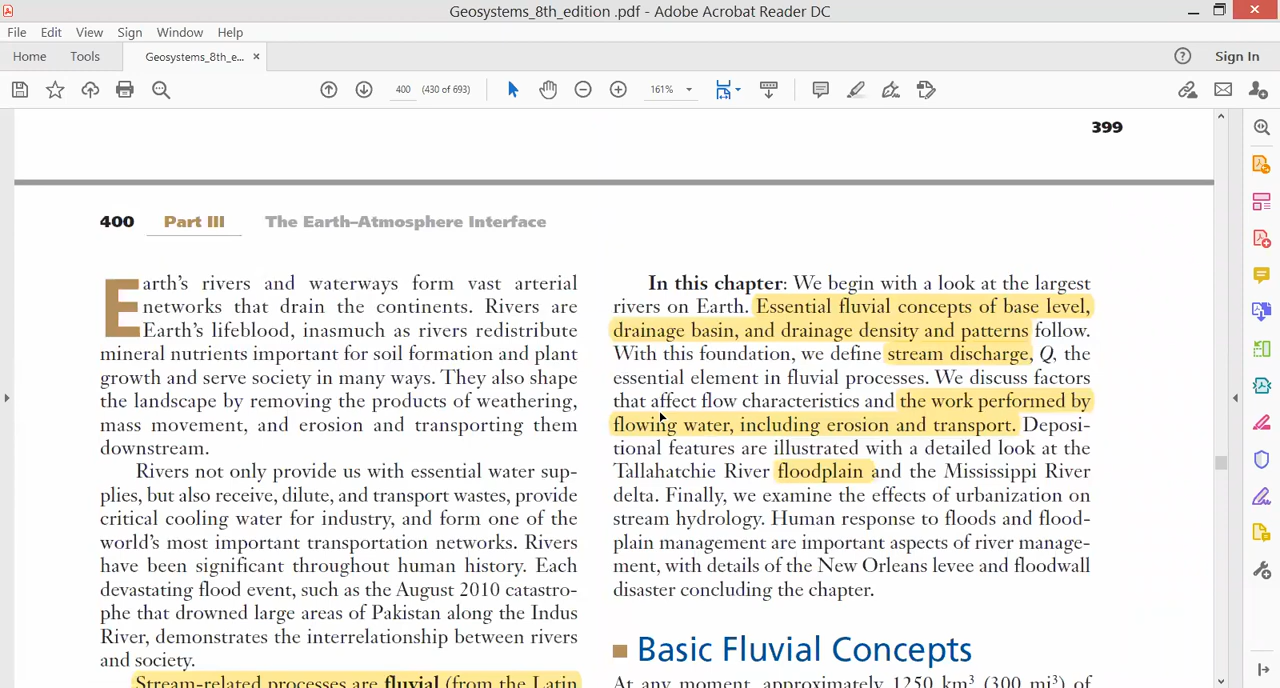 Geosystems_8th_edition .pdf - Adobe Acrobat Reader DC
File Edit View Sign Window Help
Home Tools Geosystems_8th_e... × Sign In
400 (430 of 693) 161%
399
400 Part III The Earth–Atmosphere Interface
Earth's rivers and waterways form vast arterial
networks that drain the continents. Rivers are
Earth's lifeblood, inasmuch as rivers redistribute
mineral nutrients important for soil formation and plant
growth and serve society in many ways. They also shape
the landscape by removing the products of weathering,
mass movement, and erosion and transporting them
downstream.
Rivers not only provide us with essential water sup-
plies, but also receive, dilute, and transport wastes, provide
critical cooling water for industry, and form one of the
world's most important transportation networks. Rivers
have been significant throughout human history. Each
devastating flood event, such as the August 2010 catastro-
phe that drowned large areas of Pakistan along the Indus
River, demonstrates the interrelationship between rivers
and society.
Stream-related processes are fluvial (from the Latin
In this chapter: We begin with a look at the largest
rivers on Earth. Essential fluvial concepts of base level,
drainage basin, and drainage density and patterns follow.
With this foundation, we define stream discharge, Q, the
essential element in fluvial processes. We discuss factors
that affect flow characteristics and the work performed by
flowing water, including erosion and transport. Deposi-
tional features are illustrated with a detailed look at the
Tallahatchie River floodplain and the Mississippi River
delta. Finally, we examine the effects of urbanization on
stream hydrology. Human response to floods and flood-
plain management are important aspects of river manage-
ment, with details of the New Orleans levee and floodwall
disaster concluding the chapter.
Basic Fluvial Concepts
At any moment, approximately 1250 km³ (300 mi³) of